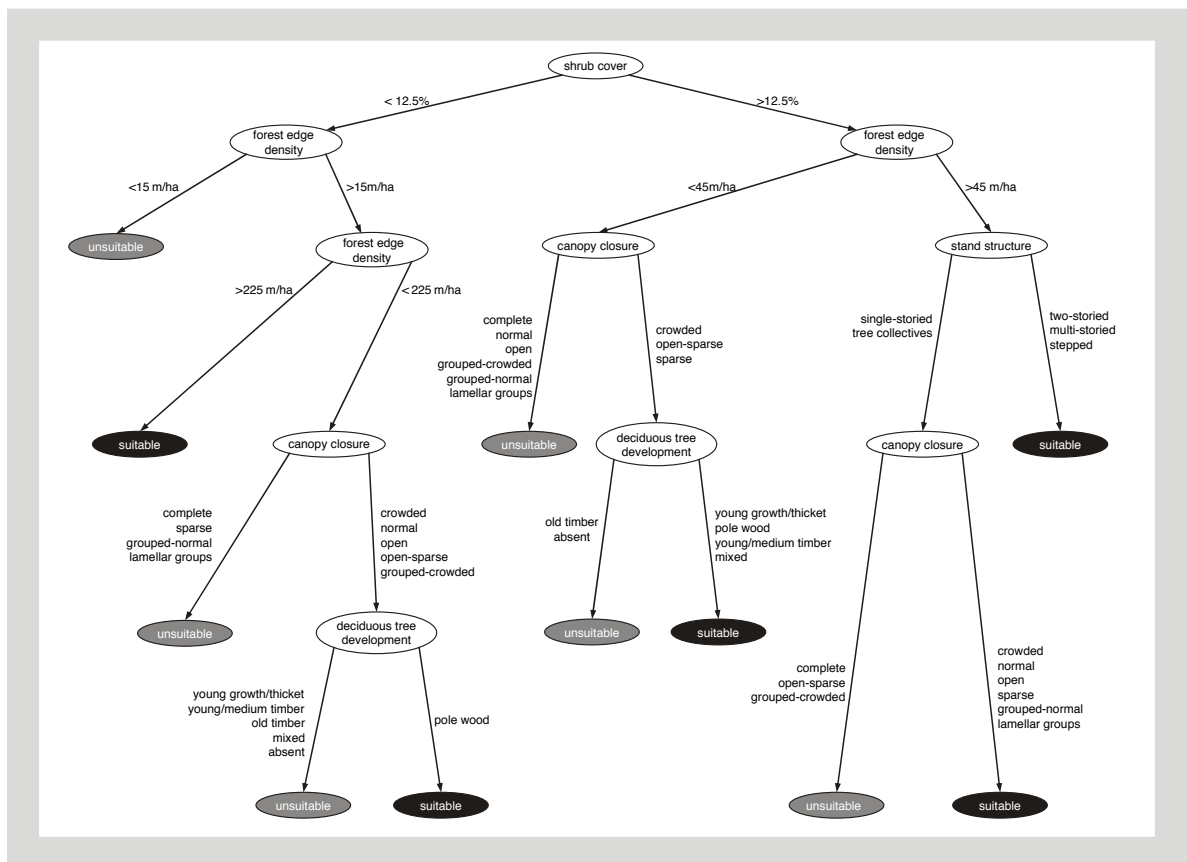 shrub cover
< 12.5%
>12.5%
forest edge
density
forest edge
density
<15 m/ha
>15m/ha
<45m/ha
>45 m/ha
unsuitable
forest edge
density
canopy closure
stand structure
>225 m/ha
< 225 m/ha
complete
normal
open
grouped-crowded
grouped-normal
lamellar groups
crowded
open-sparse
sparse
single-storied
tree collectives
two-storied
multi-storied
stepped
suitable
canopy closure
unsuitable
deciduous tree
development
canopy closure
suitable
complete
sparse
grouped-normal
lamellar groups
crowded
normal
open
open-sparse
grouped-crowded
old timber
absent
young growth/thicket
pole wood
young/medium timber
mixed
unsuitable
deciduous tree
development
unsuitable
suitable
complete
open-sparse
grouped-crowded
crowded
normal
open
sparse
grouped-normal
lamellar groups
young growth/thicket
young/medium timber
old timber
mixed
absent
pole wood
unsuitable
suitable
unsuitable
suitable